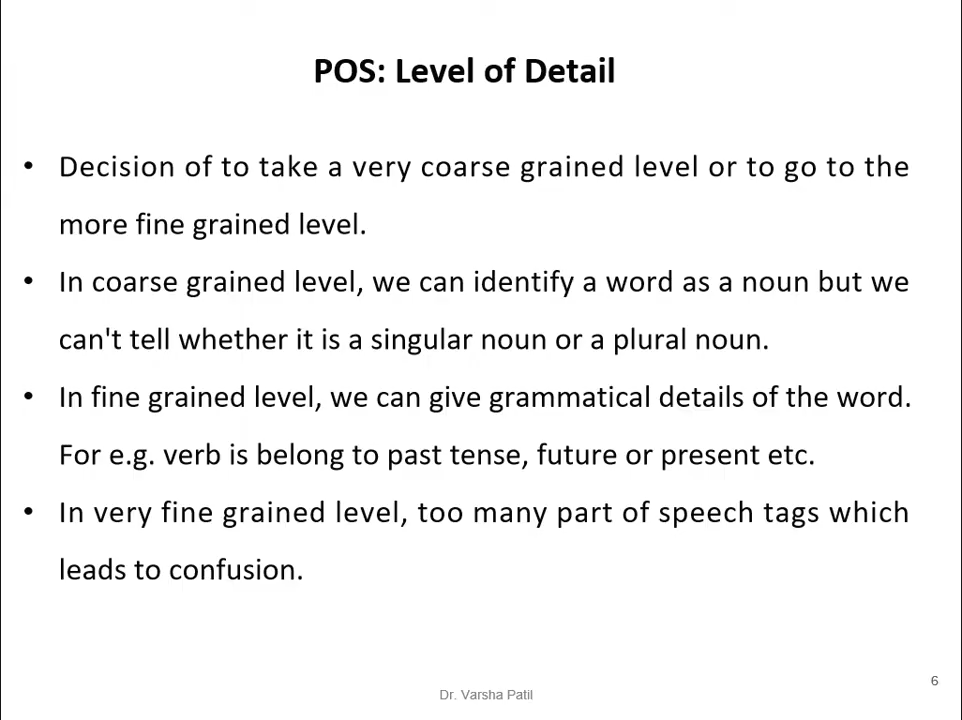 POS: Level of Detail
• Decision of to take a very coarse grained level or to go to the
more fine grained level.
• In coarse grained level, we can identify a word as a noun but we
can't tell whether it is a singular noun or a plural noun.
• In fine grained level, we can give grammatical details of the word.
For e.g. verb is belong to past tense, future or present etc.
• In very fine grained level, too many part of speech tags which
leads to confusion.
6
Dr. Varsha Patil